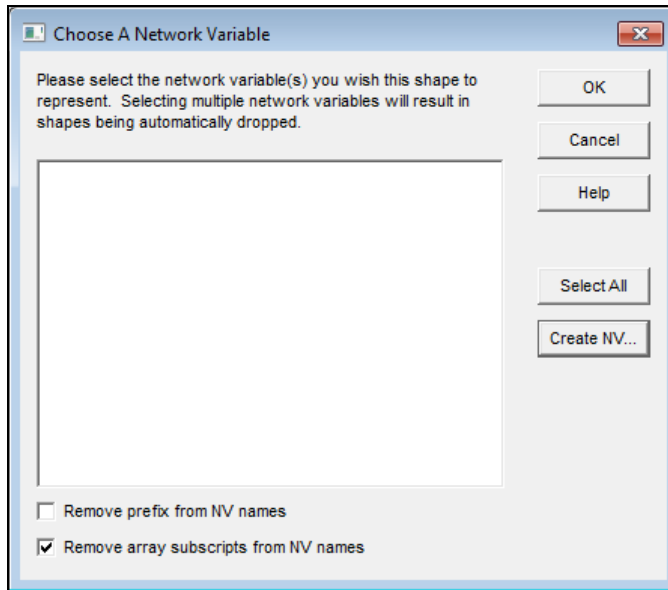 Choose A Network Variable
Please select the network variable(s) you wish this shape to
represent. Selecting multiple network variables will result in
shapes being automatically dropped.
OK
Cancel
Help
Select All
Create NV...
Remove prefix from NV names
Remove array subscripts from NV names